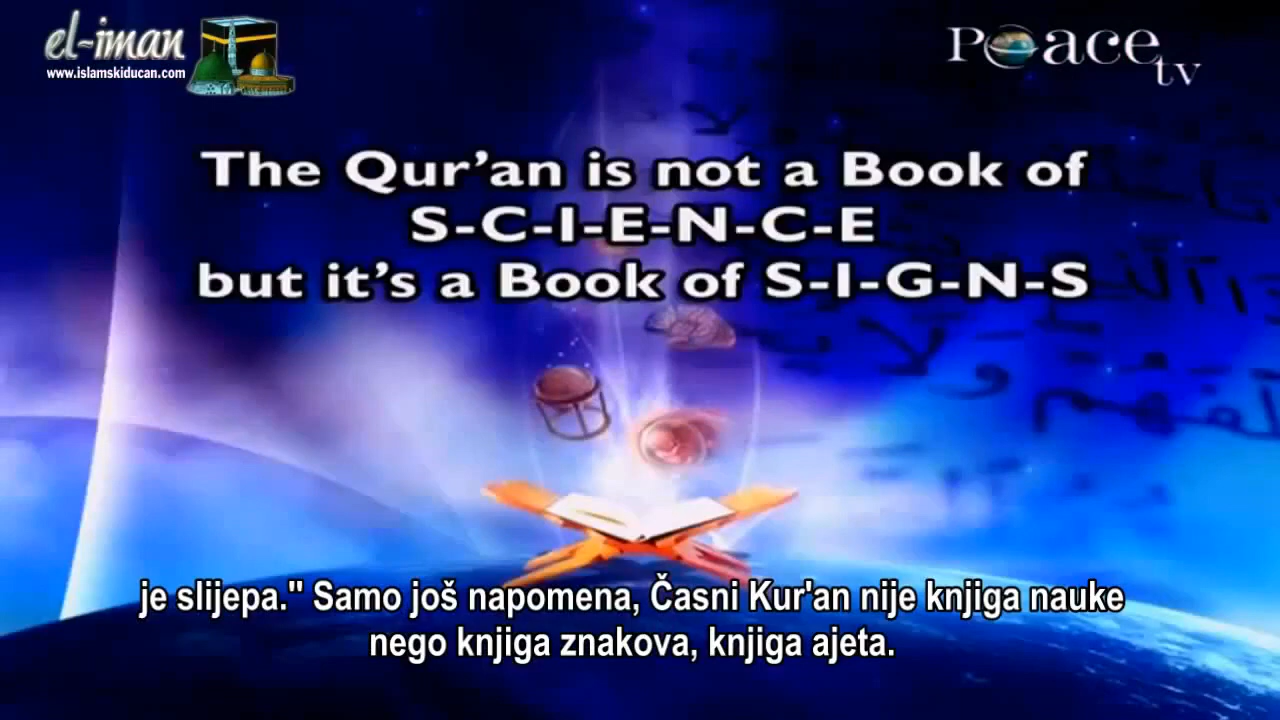 el-iman
www.islamskiducan.com
Peace tv
The Qur'an is not a Book of
S-C-I-E-N-C-E
but it's a Book of S-I-G-N-S
je slijepa." Samo još napomena, Časni Kur'an nije knjiga nauke
nego knjiga znakova, knjiga ajeta.